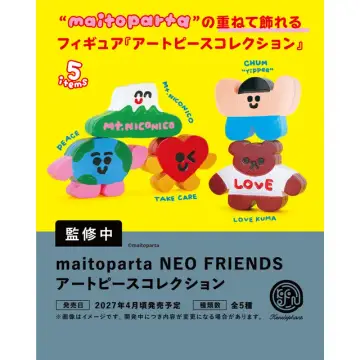 “maitoparta”の重ねて飾れる
フィギュア『アートピースコレクション』
5
items
CHUM
"YIPPEE"
MT.NICONICO
Mt.NICONICO
PEACE
TAKE CARE
LOVE
LOVE KUMA
監修中
©maitoparta
maitoparta NEO FRIENDS
アートピースコレクション
発売日 2027年4月頃発売予定 種類数 全5種
※画像はイメージです。開発中につき内容が変更になる場合があります。
Kenelephant